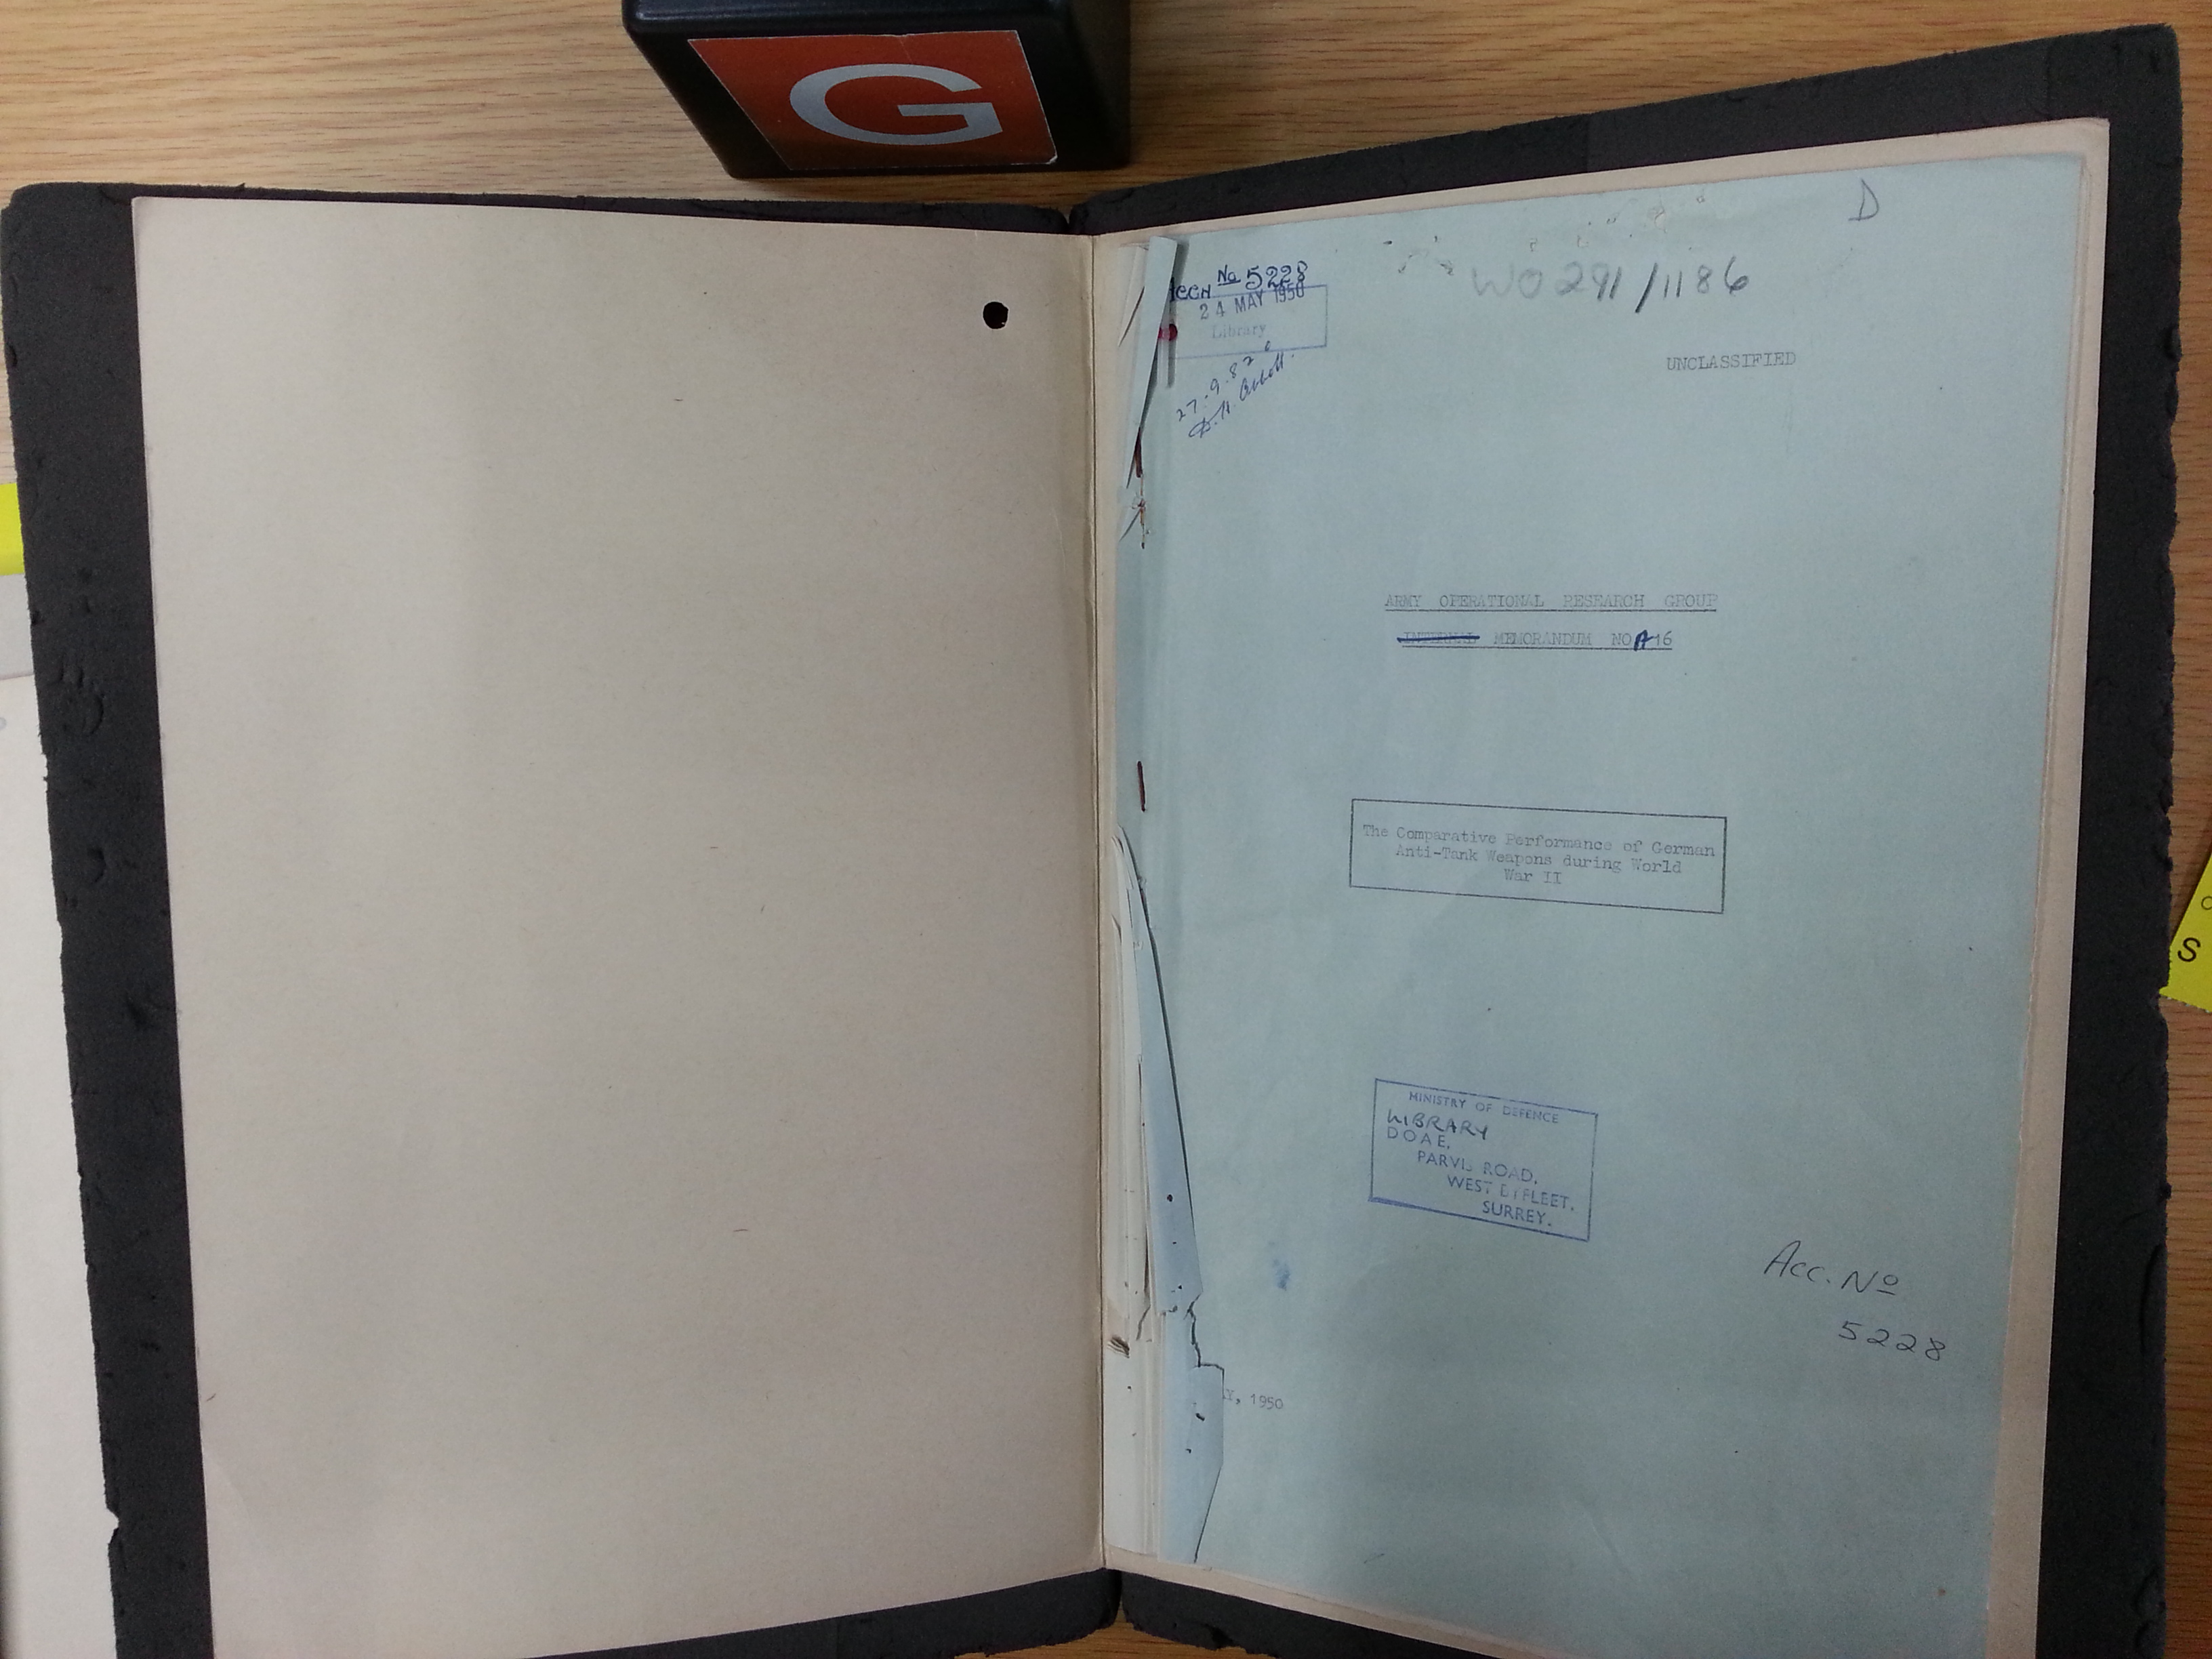 G
D
ACCN No 5228
24 MAY 1950
Library
WO 291/1186
27.9.82
UNCLASSIFIED
ARMY OPERATIONAL RESEARCH GROUP
INTERNAL MEMORANDUM NO A16
The Comparative Performance of German
Anti-Tank Weapons during World
War II
MINISTRY OF DEFENCE
LIBRARY
DOAE.
PARVIS ROAD,
WEST BYFLEET,
SURREY.
Acc. No
5228
Y, 1950
S